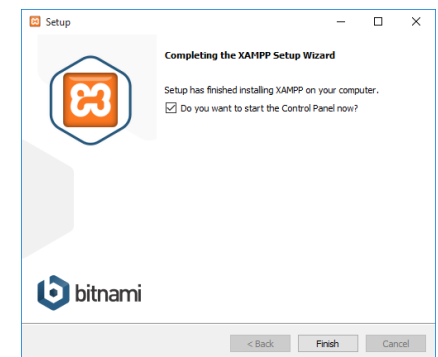 Setup
Completing the XAMPP Setup Wizard
Setup has finished installing XAMPP on your computer.
Do you want to start the Control Panel now?
bitnami
< Back
Finish
Cancel